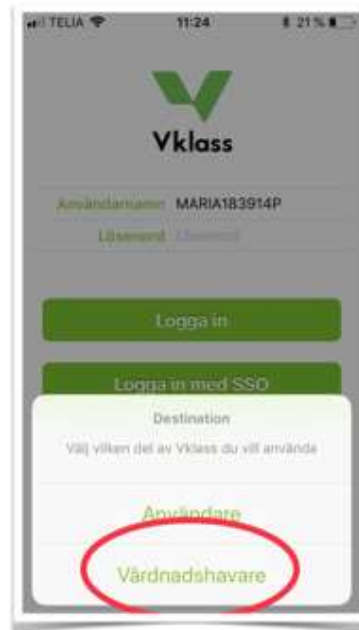 TELIA 11:24 21 %
Vklass
Användarnamn MARIA183914P
Lösenord Lösenord
Logga in
Logga in med SSO
Destination
Välj vilken del av Vklass du vill använda
Användare
Vårdnadshavare